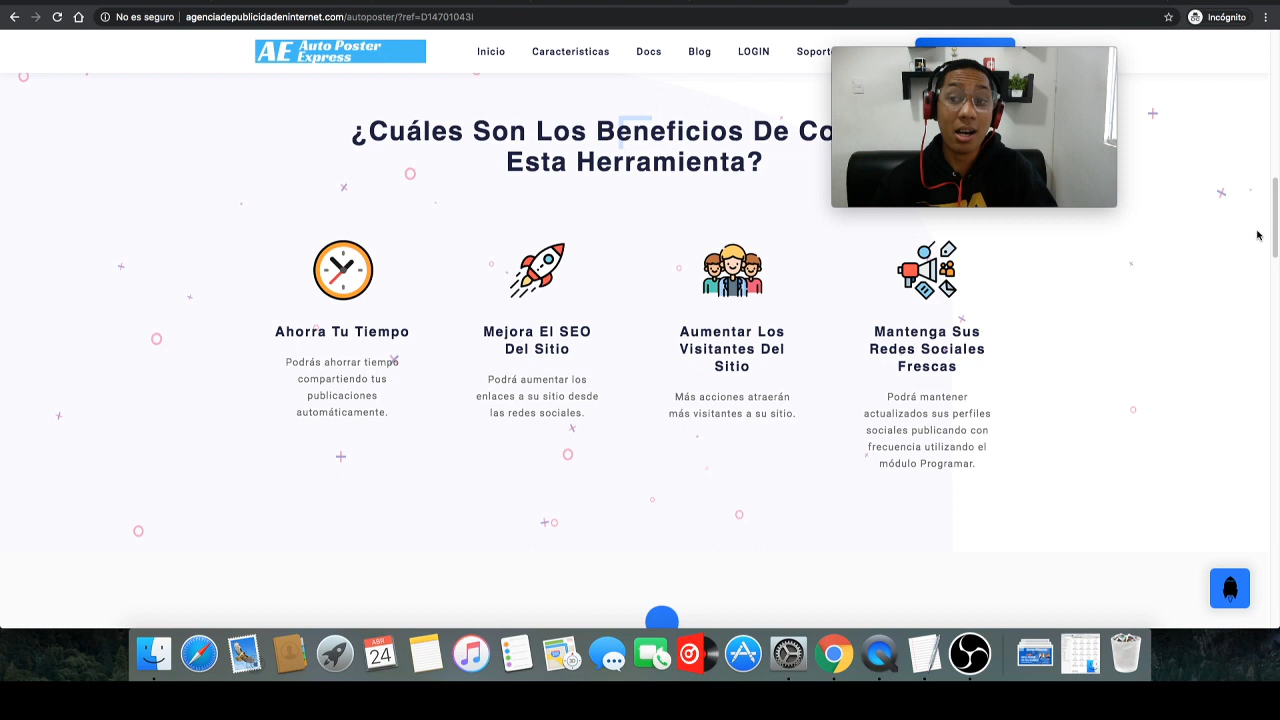 No es seguro | agenciadepublicidadeninternet.com/autoposter/?ref=D14701043I
Incógnito
AE Auto Poster Express
Inicio Caracteristicas Docs Blog LOGIN
¿Cuáles Son Los Beneficios De
Esta Herramienta?
Ahorra Tu Tiempo
Podrás ahorrar tiempo
compartiendo tus
publicaciones
automáticamente.
Mejora El SEO
Del Sitio
Podrá aumentar los
enlaces a su sitio desde
las redes sociales.
Aumentar Los
Visitantes Del
Sitio
Más acciones atraerán
más visitantes a su sitio.
Mantenga Sus
Redes Sociales
Frescas
Podrá mantener
actualizados sus perfiles
sociales publicando con
frecuencia utilizando el
módulo Programar.
ABR
24